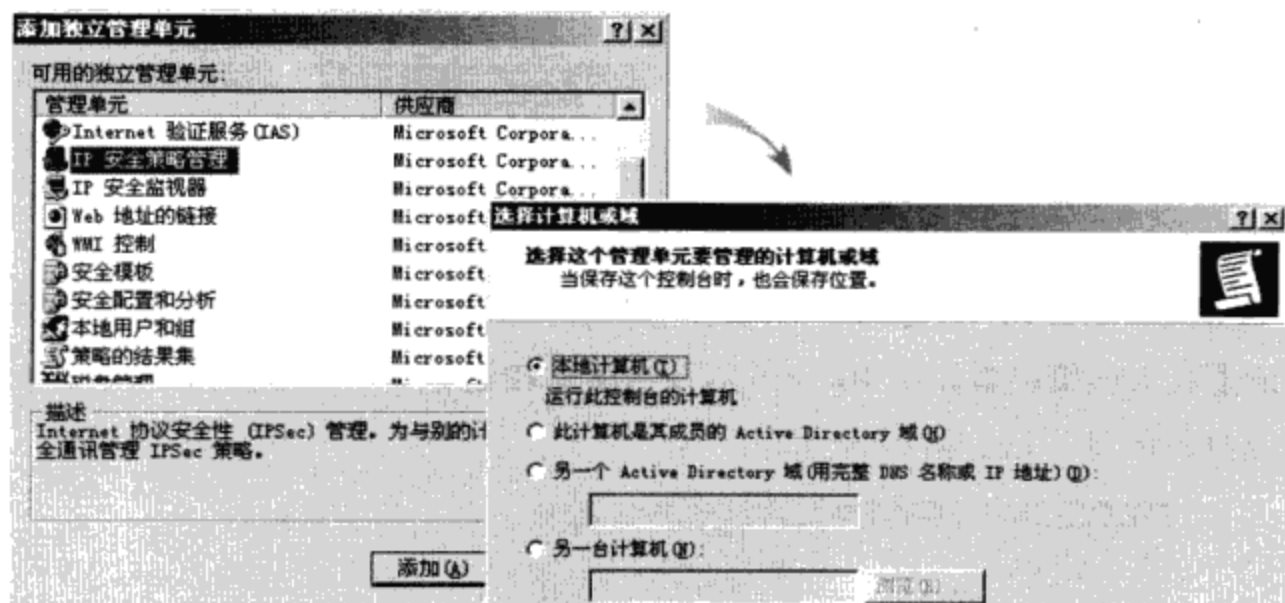 添加独立管理单元
可用的独立管理单元:
管理单元 供应商
Internet 验证服务(IAS) Microsoft Corpora...
IP 安全策略管理 Microsoft Corpora...
IP 安全监视器 Microsoft Corpora...
Web 地址的链接 Microsoft
WMI 控制 Microsoft
安全模板 Microsoft
安全配置和分析 Microsoft
本地用户和组 Microsoft
策略的结果集 Microsoft
描述
Internet 协议安全性 (IPSec) 管理。为与别的计
全通讯管理 IPSec 策略。
添加(A)
选择计算机或域
选择这个管理单元要管理的计算机或域
当保存这个控制台时，也会保存位置。
本地计算机(L)
运行此控制台的计算机
此计算机是其成员的 Active Directory 域(M)
另一个 Active Directory 域(用完整 DNS 名称或 IP 地址)(D):
另一台计算机(N):
浏览(R)